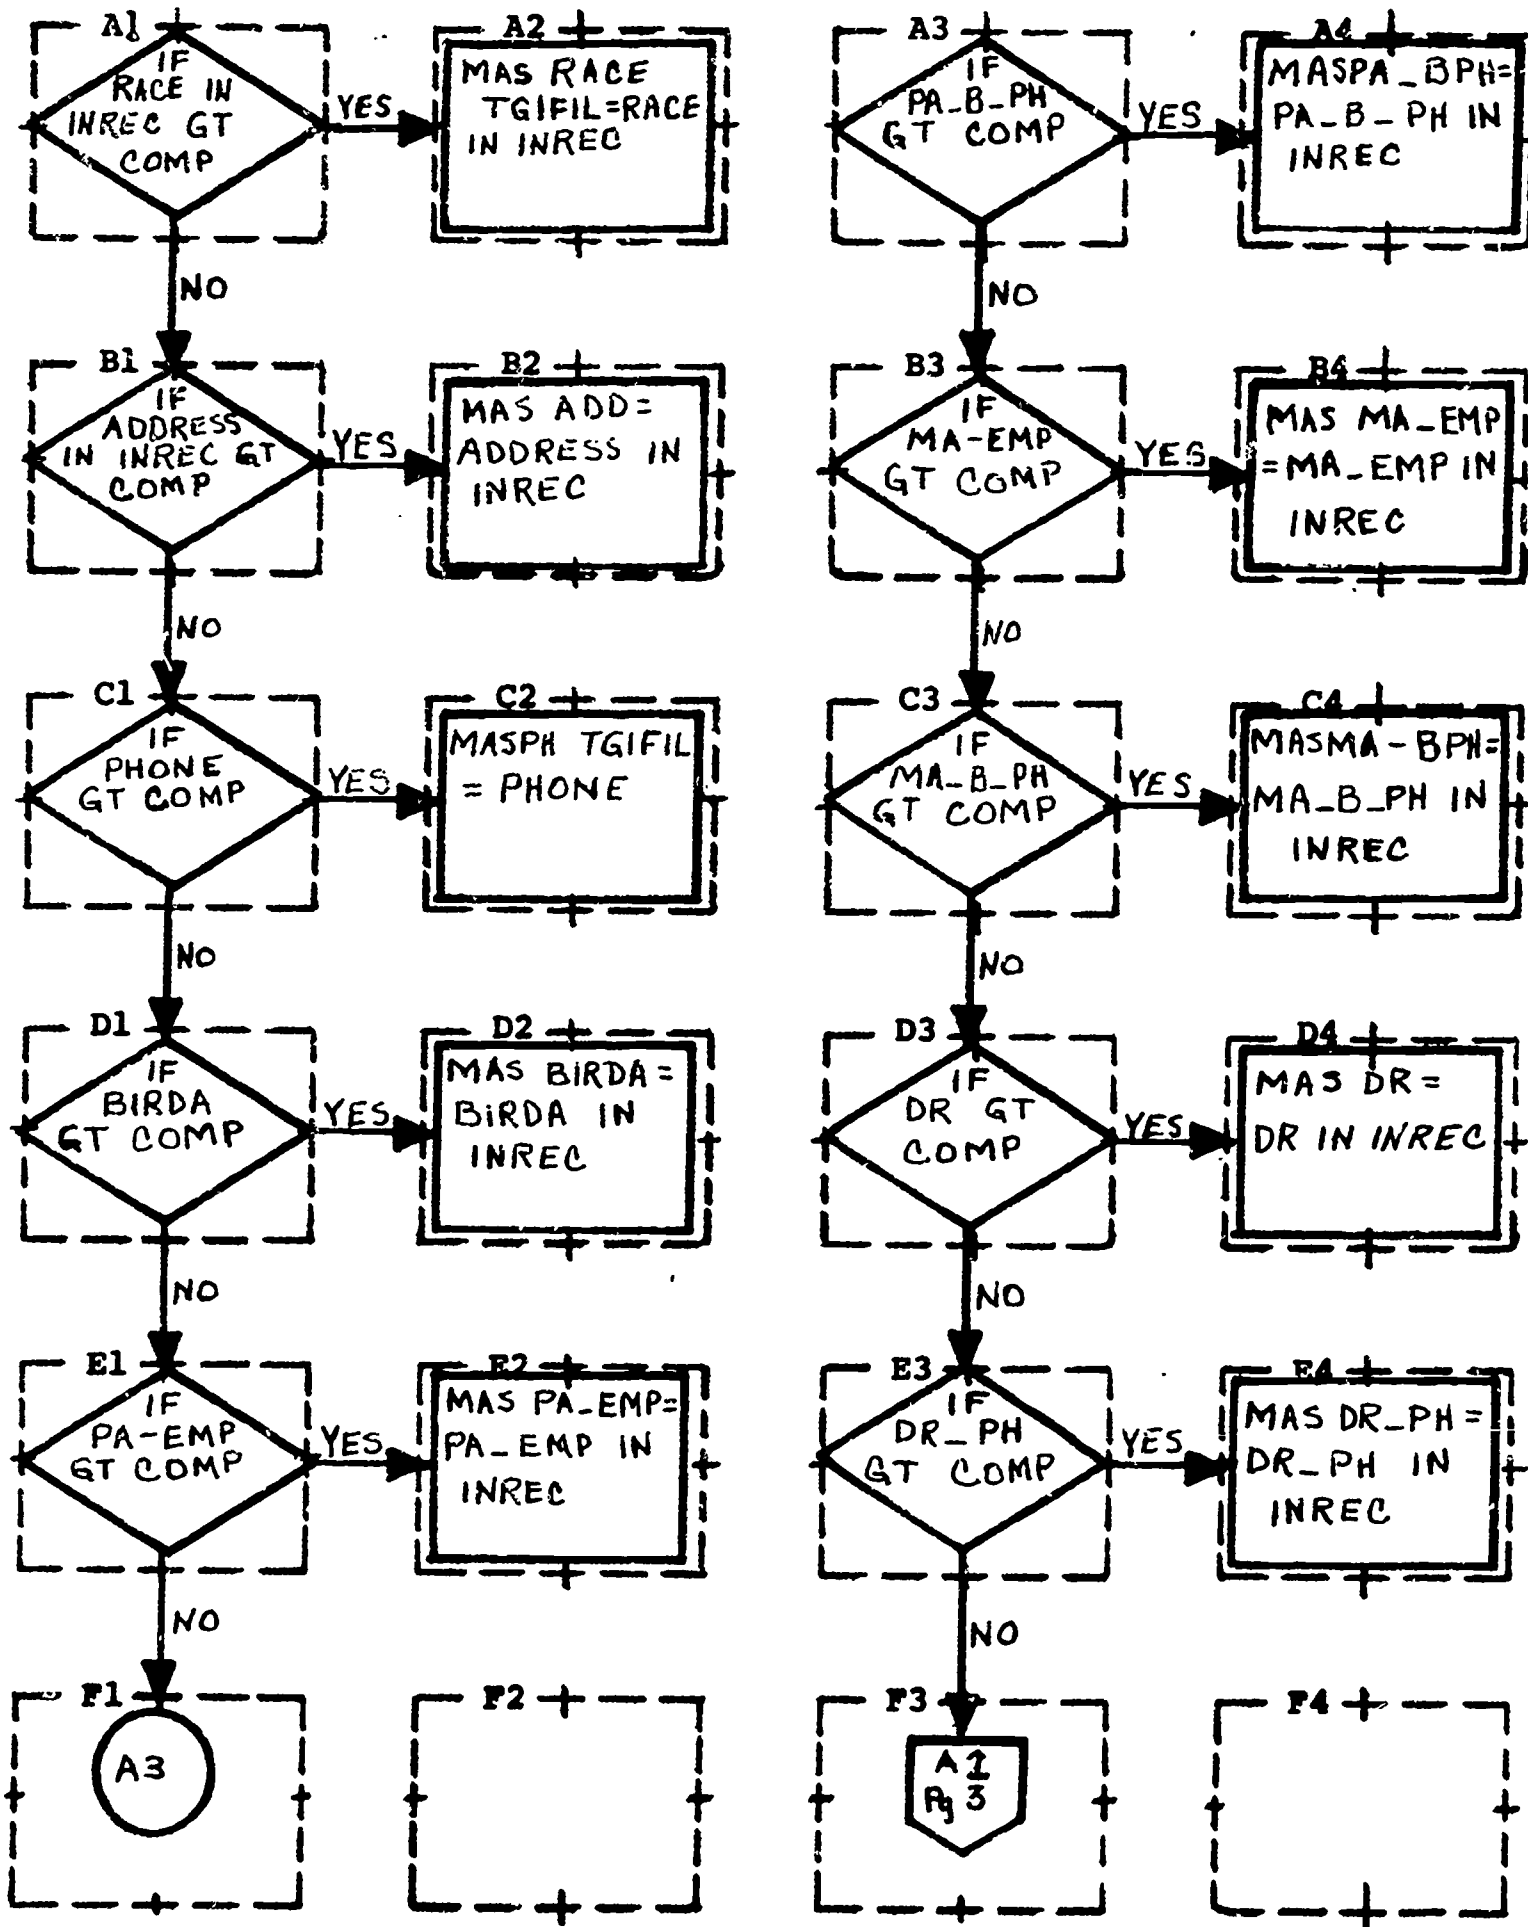 A1
IF
RACE IN
INREC GT
COMP
YES
A2
MAS RACE
TGIFIL=RACE
IN INREC
NO
B1
IF
ADDRESS
IN INREC GT
COMP
YES
B2
MAS ADD=
ADDRESS IN
INREC
NO
C1
IF
PHONE
GT COMP
YES
C2
MASPH TGIFIL
= PHONE
NO
D1
IF
BIRDA
GT COMP
YES
D2
MAS BIRDA=
BIRDA IN
INREC
NO
E1
IF
PA-EMP
GT COMP
YES
E2
MAS PA_EMP=
PA_EMP IN
INREC
NO
F1
A3
F2
A3
IF
PA_B_PH
GT COMP
YES
A4
MASPA_BPH=
PA_B_PH IN
INREC
NO
B3
IF
MA-EMP
GT COMP
YES
B4
MAS MA_EMP
=MA_EMP IN
INREC
NO
C3
IF
MA_B_PH
GT COMP
YES
C4
MASMA-BPH=
MA_B_PH IN
INREC
NO
D3
IF
DR GT
COMP
YES
D4
MAS DR=
DR IN INREC
NO
E3
IF
DR_PH
GT COMP
YES
E4
MAS DR_PH=
DR_PH IN
INREC
NO
F3
A1
Pg 3
F4